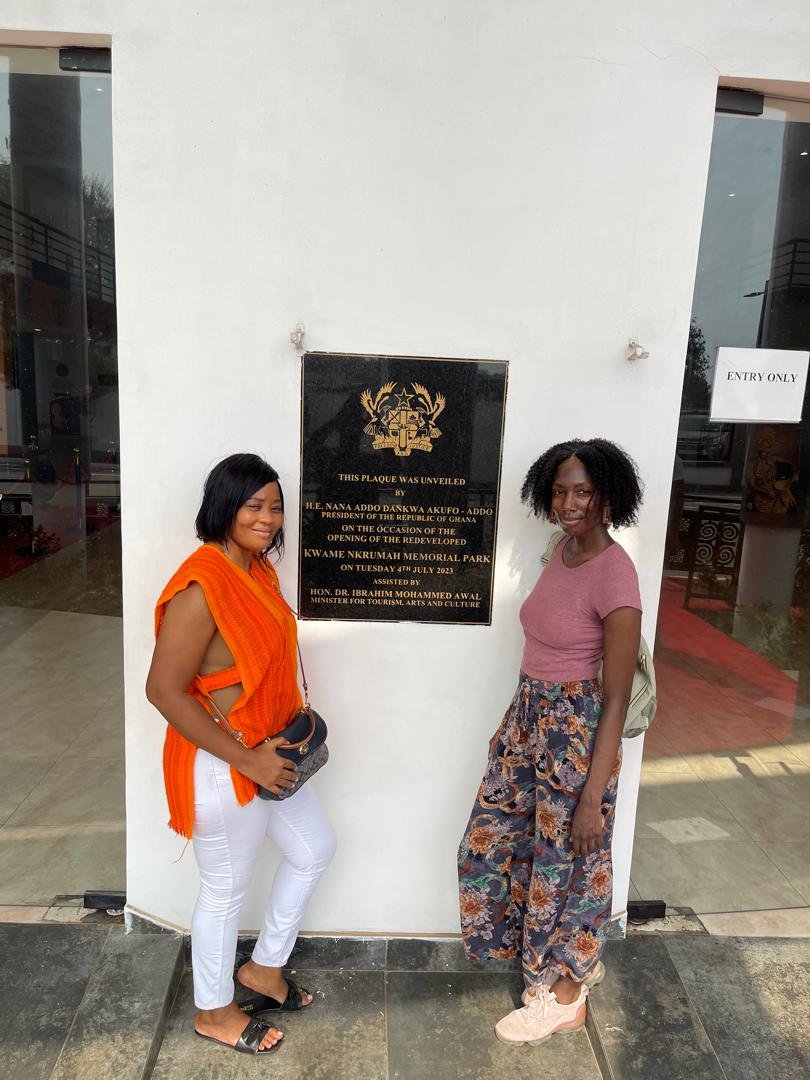 THIS PLAQUE WAS UNVEILED
BY
H.E. NANA ADDO DANKWA AKUFO - ADDO
PRESIDENT OF THE REPUBLIC OF GHANA
ON THE OCCASION OF THE
OPENING OF THE REDEVELOPED
KWAME NKRUMAH MEMORIAL PARK
ON TUESDAY 4TH JULY 2023
ASSISTED BY
HON. DR. IBRAHIM MOHAMMED AWAL
MINISTER FOR TOURISM, ARTS AND CULTURE
ENTRY ONLY